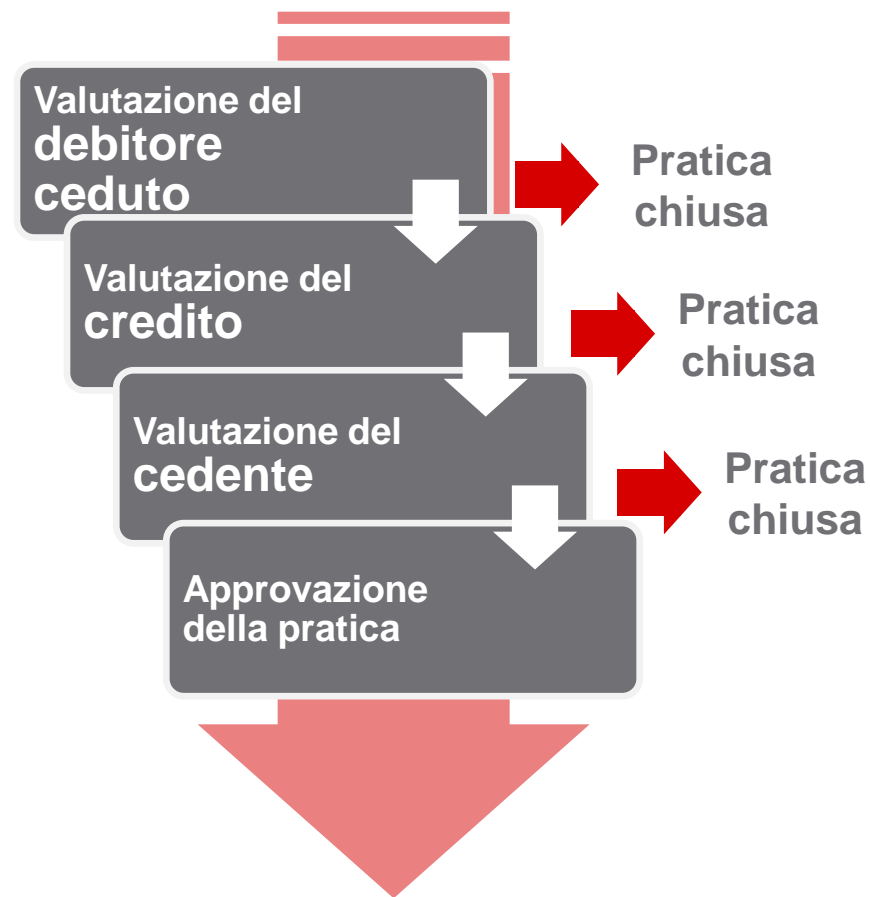 Valutazione del
debitore
ceduto
Pratica
chiusa
Valutazione del
credito
Pratica
chiusa
Valutazione del
cedente
Pratica
chiusa
Approvazione
della pratica